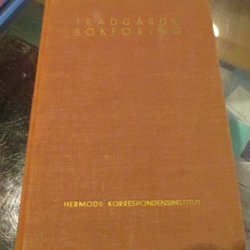 TRÄDGÅRDS
BOKFÖRING
HERMODS KORRESPONDENSINSTITUT